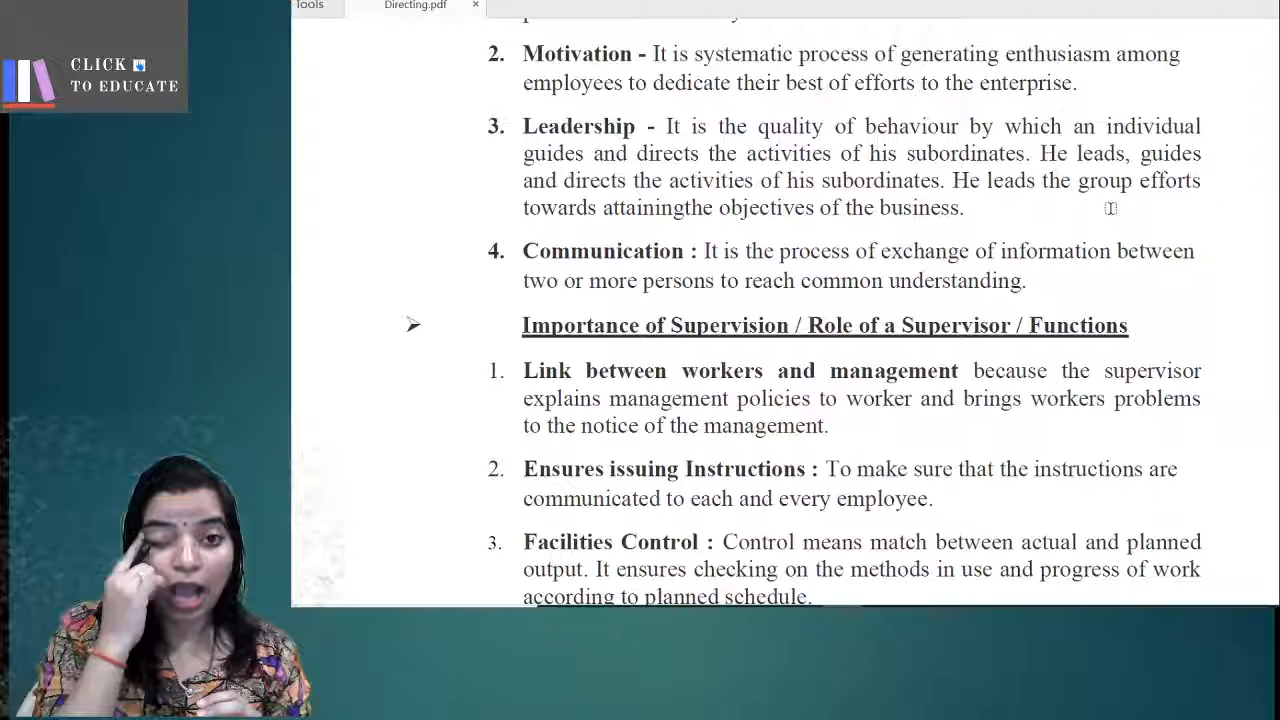 Tools
Directing.pdf
×
CLICK
TO EDUCATE
2. Motivation - It is systematic process of generating enthusiasm among
employees to dedicate their best of efforts to the enterprise.
3. Leadership - It is the quality of behaviour by which an individual
guides and directs the activities of his subordinates. He leads, guides
and directs the activities of his subordinates. He leads the group efforts
towards attainingthe objectives of the business.
4. Communication : It is the process of exchange of information between
two or more persons to reach common understanding.
➢ Importance of Supervision / Role of a Supervisor / Functions
1. Link between workers and management because the supervisor
explains management policies to worker and brings workers problems
to the notice of the management.
2. Ensures issuing Instructions : To make sure that the instructions are
communicated to each and every employee.
3. Facilities Control : Control means match between actual and planned
output. It ensures checking on the methods in use and progress of work
according to planned schedule.